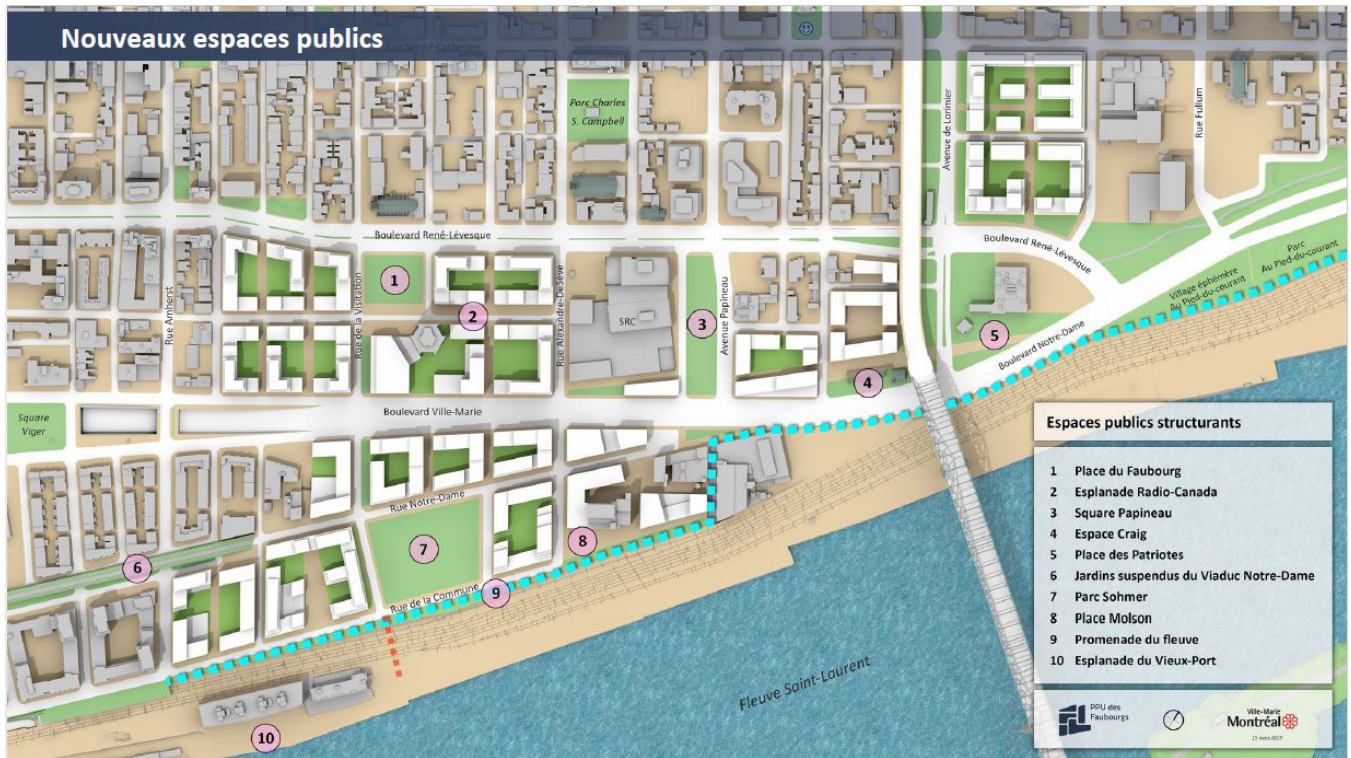 Nouveaux espaces publics
Parc Charles
S. Campbell
Avenue de Lorimier
Rue Fullum
Boulevard René-Lévesque
Boulevard René-Lévesque
Parc
Au Pied-du-courant
Village éphémère
Au Pied-du-courant
Rue Amherst
Rue de la Visitation
1
2
Rue Alexandre-DeSève
SRC
3
Avenue Papineau
5
Boulevard Notre-Dame
4
Boulevard Ville-Marie
Square
Viger
Rue Notre-Dame
7
8
6
Rue de la Commune
9
10
Fleuve Saint-Laurent
Espaces publics structurants
1 Place du Faubourg
2 Esplanade Radio-Canada
3 Square Papineau
4 Espace Craig
5 Place des Patriotes
6 Jardins suspendus du Viaduc Notre-Dame
7 Parc Sohmer
8 Place Molson
9 Promenade du fleuve
10 Esplanade du Vieux-Port
PPU des
Faubourgs
Ville-Marie
Montréal